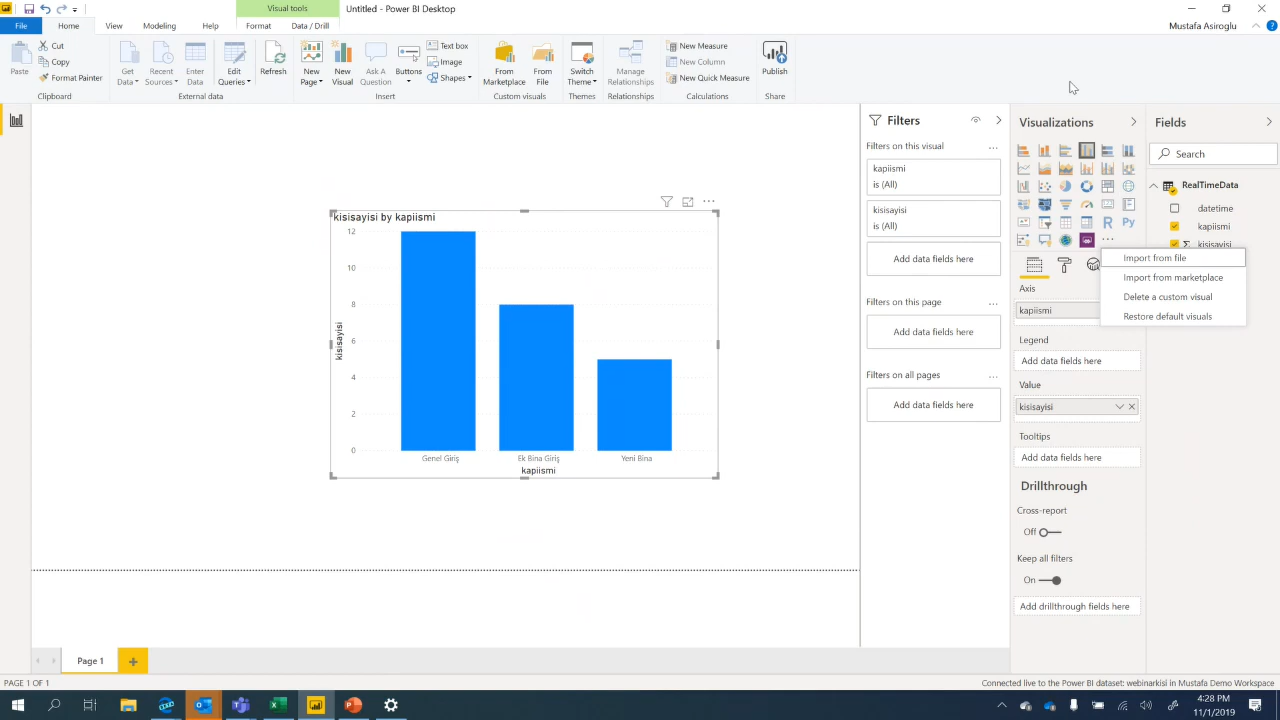 Visual tools
Untitled - Power BI Desktop
File
Home
View
Modeling
Help
Format
Data / Drill
Mustafa Asiroglu
Paste
Cut
Copy
Format Painter
Clipboard
Get Data
Recent Sources
Enter Data
Edit Queries
Refresh
External data
New Page
New Visual
Ask A Question
Buttons
Text box
Image
Shapes
Insert
From Marketplace
From File
Custom visuals
Switch Theme
Themes
Manage Relationships
Relationships
New Measure
New Column
New Quick Measure
Calculations
Publish
Share
kisisayisi by kapiismi
12
10
8
6
4
2
0
kisisayisi
Genel Giriş
Ek Bina Giriş
Yeni Bina
kapiismi
Filters
Filters on this visual
kapiismi
is (All)
kisisayisi
is (All)
Add data fields here
Filters on this page
Add data fields here
Filters on all pages
Add data fields here
Visualizations
R
Py
Import from file
Import from marketplace
Delete a custom visual
Restore default visuals
Axis
kapiismi
Legend
Add data fields here
Value
kisisayisi
Tooltips
Add data fields here
Drillthrough
Cross-report
Off
Keep all filters
On
Add drillthrough fields here
Fields
Search
RealTimeData
datetime
kapiismi
Σ kisisayisi
Page 1
PAGE 1 OF 1
Connected live to the Power BI dataset: webinarkisi in Mustafa Demo Workspace
4:28 PM
11/1/2019